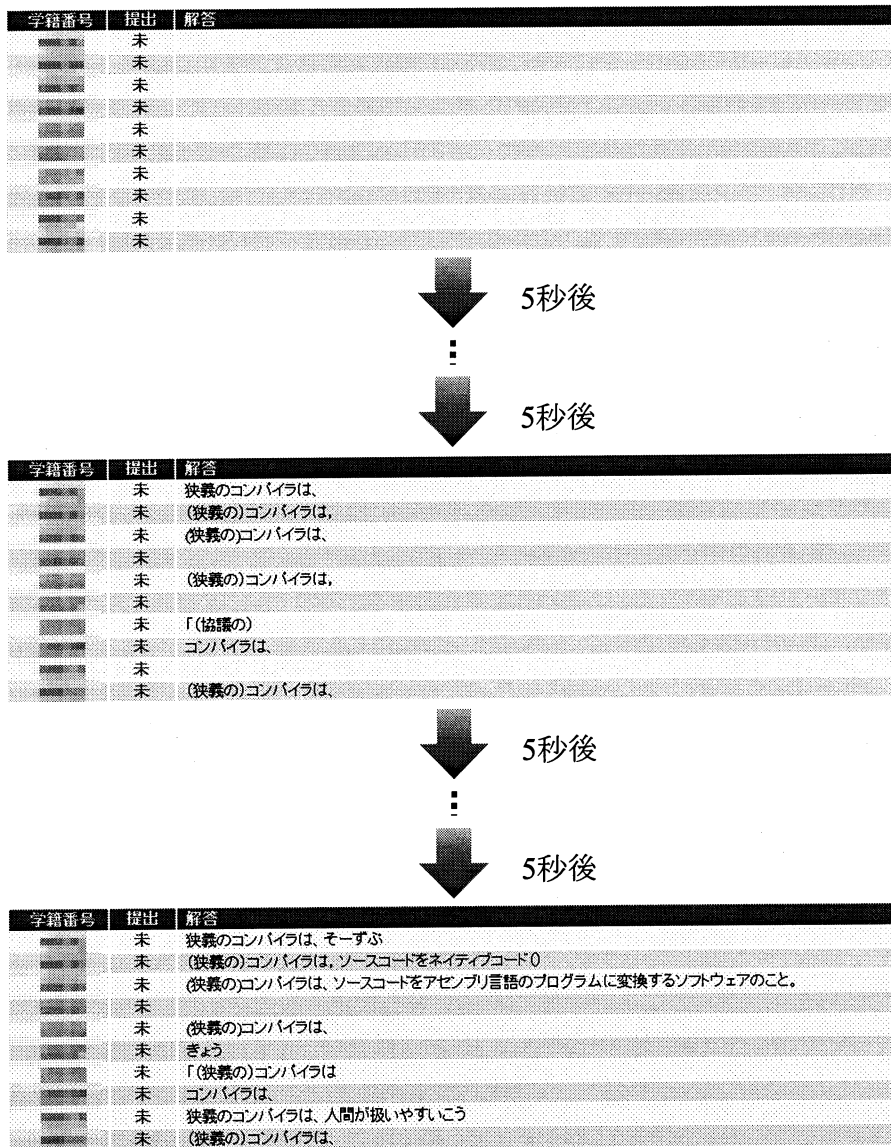 学籍番号 提出 解答
未
未
未
未
未
未
未
未
未
未
5秒後
5秒後
学籍番号 提出 解答
未 狭義のコンパイラは、
未 (狭義の)コンパイラは,
未 (狭義の)コンパイラは、
未
未 (狭義の)コンパイラは,
未
未 「(協議の)
未 コンパイラは、
未
未 (狭義の)コンパイラは、
5秒後
5秒後
学籍番号 提出 解答
未 狭義のコンパイラは、そーずぶ
未 (狭義の)コンパイラは,ソースコードをネイティブコード()
未 (狭義の)コンパイラは、ソースコードをアセンブリ言語のプログラムに変換するソフトウェアのこと。
未
未 (狭義の)コンパイラは、
未 きょう
未 「(狭義の)コンパイラは
未 コンパイラは、
未 狭義のコンパイラは、人間が扱いやすいこう
未 (狭義の)コンパイラは、